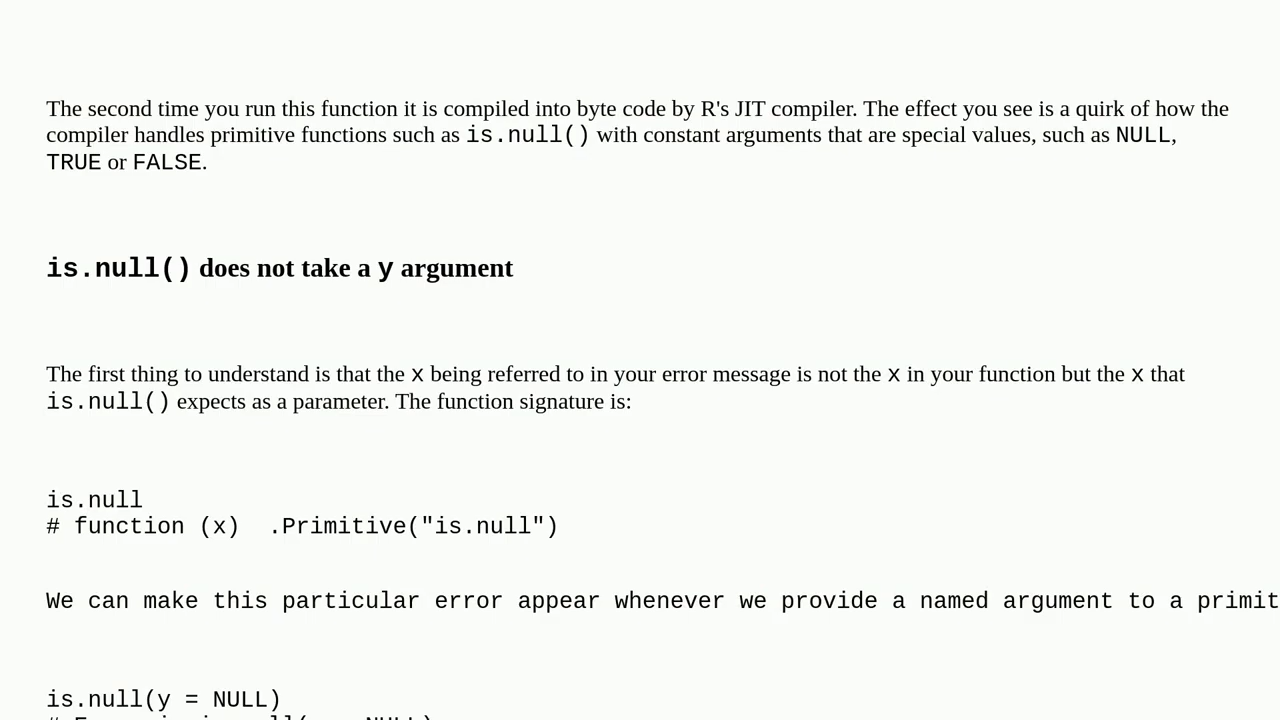 The second time you run this function it is compiled into byte code by R's JIT compiler. The effect you see is a quirk of how the
compiler handles primitive functions such as is.null() with constant arguments that are special values, such as NULL,
TRUE or FALSE.
is.null() does not take a y argument
The first thing to understand is that the x being referred to in your error message is not the x in your function but the x that
is.null() expects as a parameter. The function signature is:
is.null
# function (x)  .Primitive("is.null")
We can make this particular error appear whenever we provide a named argument to a primit
is.null(y = NULL)